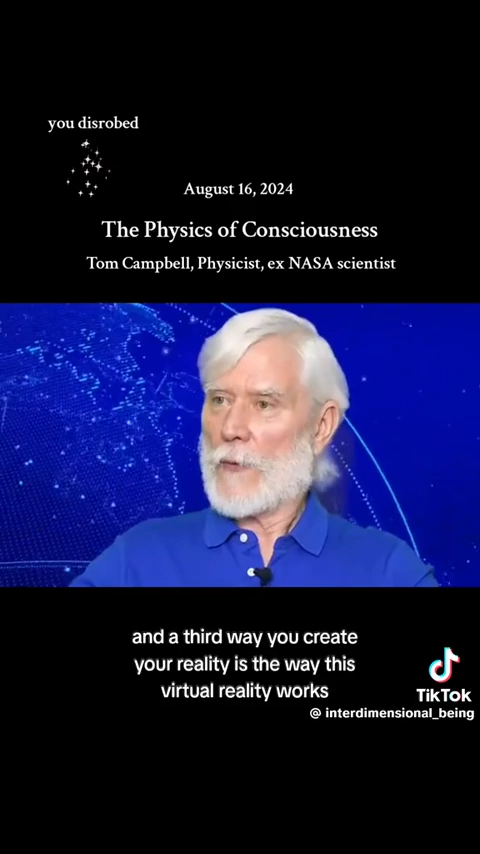 you disrobed
August 16, 2024
The Physics of Consciousness
Tom Campbell, Physicist, ex NASA scientist
and a third way you create
your reality is the way this
virtual reality works
TikTok
@ interdimensional_being